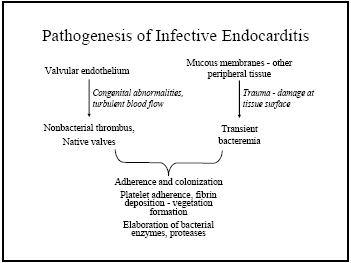 Pathogenesis of Infective Endocarditis
Valvular endothelium
Congenital abnormalities,
turbulent blood flow
Nonbacterial thrombus,
Native valves
Mucous membranes - other
peripheral tissue
Trauma - damage at
tissue surface
Transient
bacteremia
Adherence and colonization
Platelet adherence, fibrin
deposition - vegetation
formation
Elaboration of bacterial
enzymes, proteases